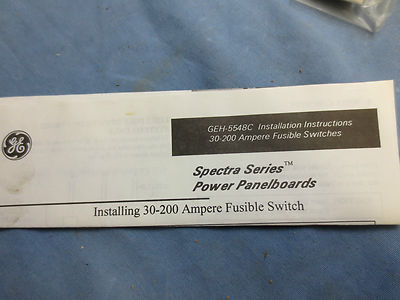 GEH-5548C Installation Instructions
30-200 Ampere Fusible Switches
GE
Spectra Series™
Power Panelboards
Installing 30-200 Ampere Fusible Switch